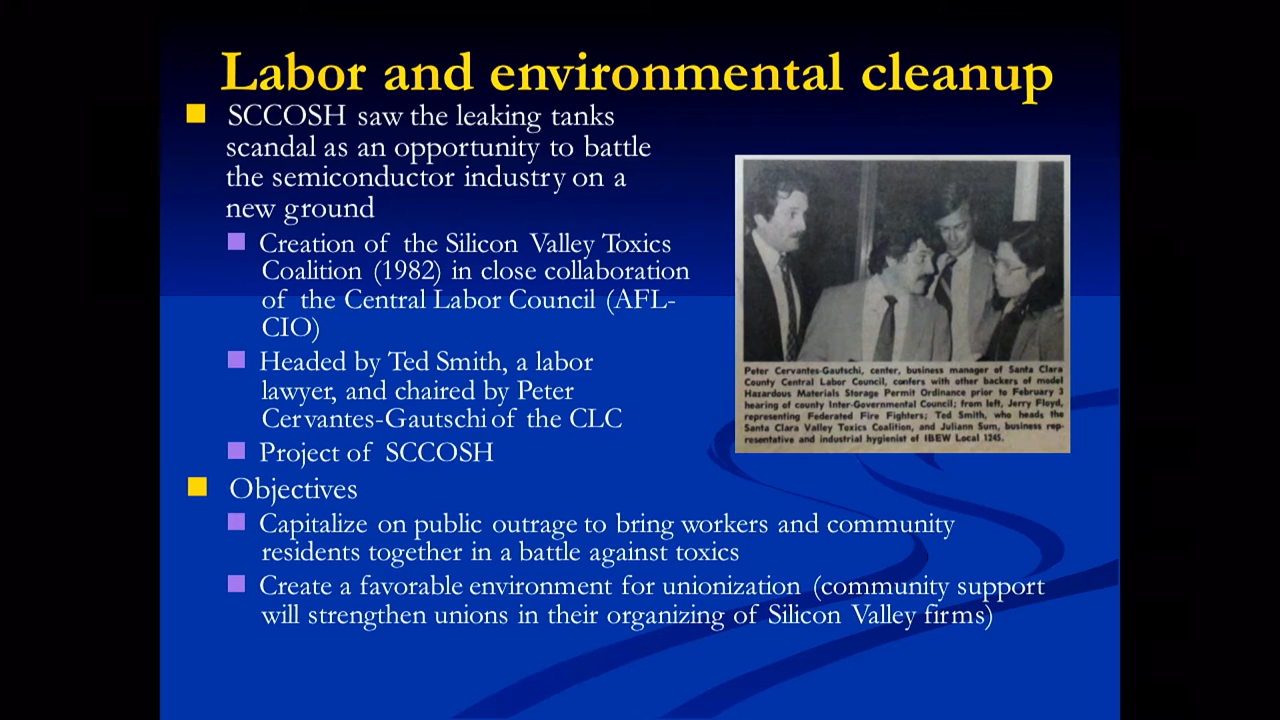 Labor and environmental cleanup
SCCOSH saw the leaking tanks
scandal as an opportunity to battle
the semiconductor industry on a
new ground
Creation of the Silicon Valley Toxics
Coalition (1982) in close collaboration
of the Central Labor Council (AFL-
CIO)
Headed by Ted Smith, a labor
lawyer, and chaired by Peter
Cervantes-Gautschi of the CLC
Project of SCCOSH
Objectives
Capitalize on public outrage to bring workers and community
residents together in a battle against toxics
Create a favorable environment for unionization (community support
will strengthen unions in their organizing of Silicon Valley firms)
Peter Cervantes-Gautschi, center, business manager of Santa Clara
County Central Labor Council, confers with other backers of model
Hazardous Materials Storage Permit Ordinance prior to February 3
hearing of county Inter-Governmental Council; from left, Jerry Floyd,
representing Federated Fire Fighters; Ted Smith, who heads the
Santa Clara Valley Toxics Coalition, and Juliann Sum, business rep-
resentative and industrial hygienist of IBEW Local 1245.